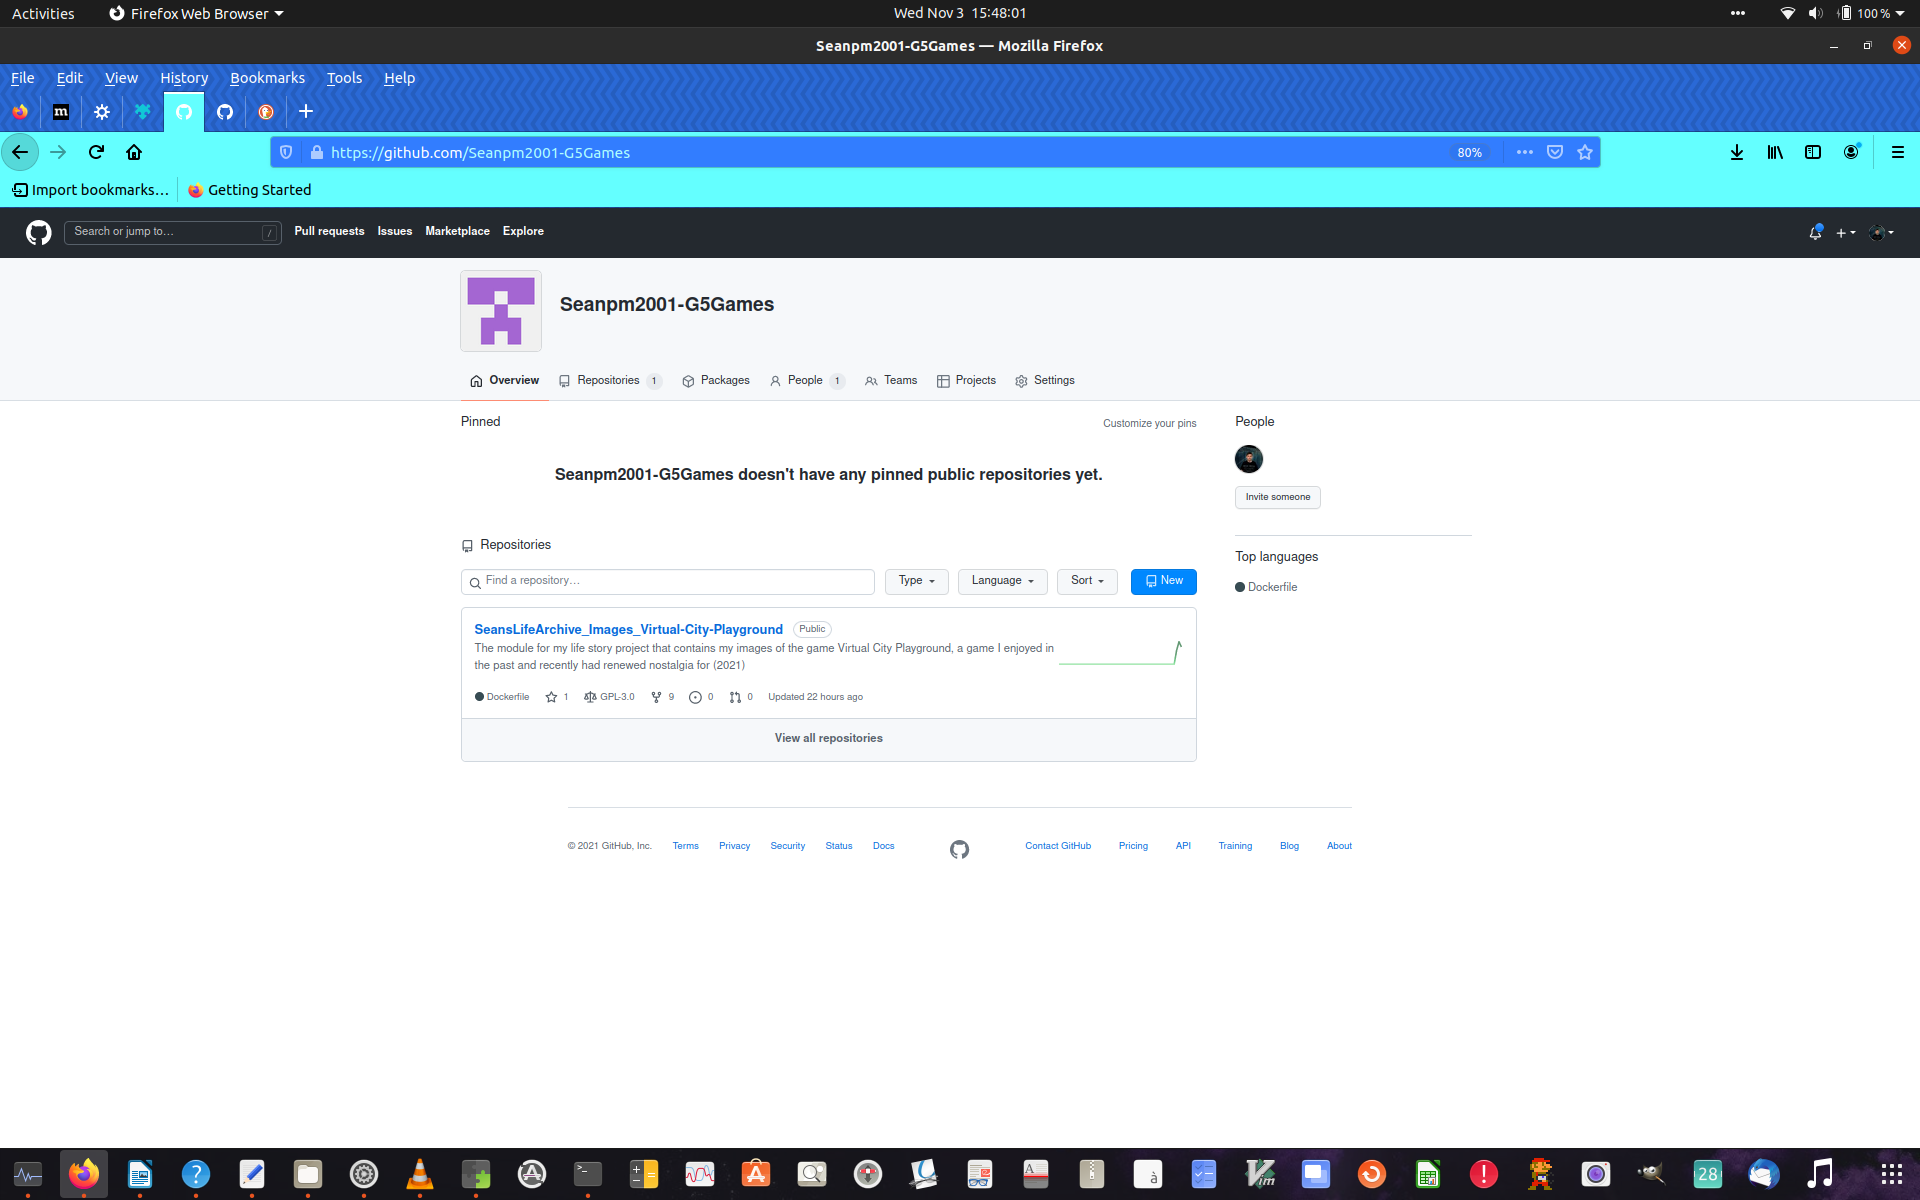 Activities
Firefox Web Browser
Wed Nov 3 15:48:01
100 %
Seanpm2001-G5Games — Mozilla Firefox
File Edit View History Bookmarks Tools Help
m
https://github.com/Seanpm2001-G5Games
80%
Import bookmarks...
Getting Started
Search or jump to...
/
Pull requests Issues Marketplace Explore
Seanpm2001-G5Games
Overview
Repositories 1
Packages
People 1
Teams
Projects
Settings
Pinned
Customize your pins
Seanpm2001-G5Games doesn't have any pinned public repositories yet.
People
Invite someone
Repositories
Top languages
Find a repository...
Type
Language
Sort
New
Dockerfile
SeansLifeArchive_Images_Virtual-City-Playground Public
The module for my life story project that contains my images of the game Virtual City Playground, a game I enjoyed in
the past and recently had renewed nostalgia for (2021)
Dockerfile 1 GPL-3.0 9 0 0 Updated 22 hours ago
View all repositories
© 2021 GitHub, Inc. Terms Privacy Security Status Docs Contact GitHub Pricing API Training Blog About
? >_ A à Vim ! 28